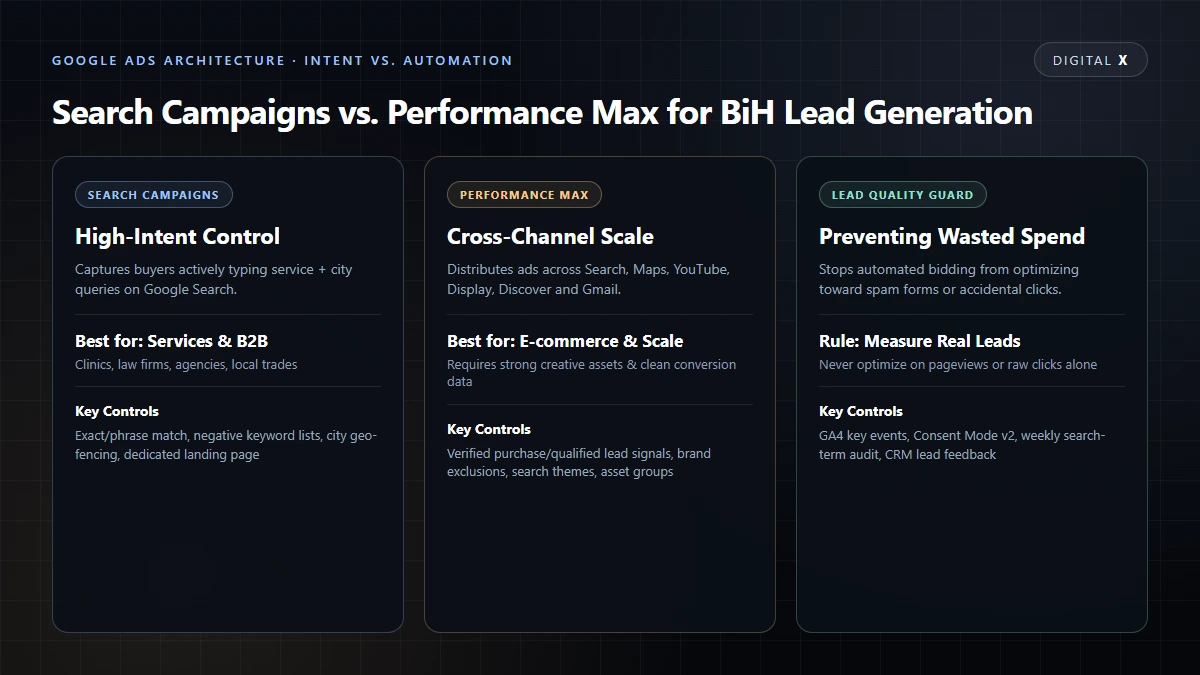 GOOGLE ADS ARCHITECTURE · INTENT VS. AUTOMATION
DIGITAL X
Search Campaigns vs. Performance Max for BiH Lead Generation
SEARCH CAMPAIGNS
High-Intent Control
Captures buyers actively typing service + city
queries on Google Search.
Best for: Services & B2B
Clinics, law firms, agencies, local trades
Key Controls
Exact/phrase match, negative keyword lists, city geo-
fencing, dedicated landing page
PERFORMANCE MAX
Cross-Channel Scale
Distributes ads across Search, Maps, YouTube,
Display, Discover and Gmail.
Best for: E-commerce & Scale
Requires strong creative assets & clean conversion
data
Key Controls
Verified purchase/qualified lead signals, brand
exclusions, search themes, asset groups
LEAD QUALITY GUARD
Preventing Wasted Spend
Stops automated bidding from optimizing
toward spam forms or accidental clicks.
Rule: Measure Real Leads
Never optimize on pageviews or raw clicks alone
Key Controls
GA4 key events, Consent Mode v2, weekly search-
term audit, CRM lead feedback